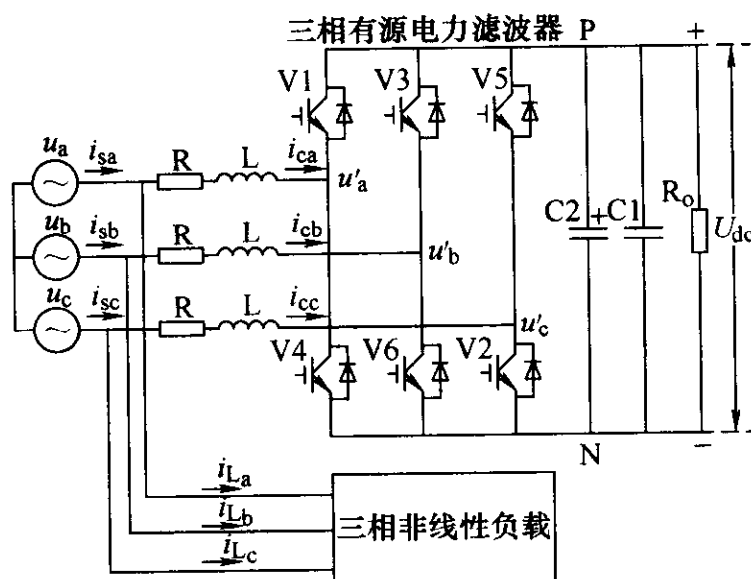 三相有源电力滤波器 P +
V1 V3 V5
u_a i_sa R L i_ca u'_a
C2 + C1 R_o U_dc
u_b i_sb R L i_cb u'_b
u_c i_sc R L i_cc u'_c
V4 V6 V2
N −
i_La
i_Lb 三相非线性负载
i_Lc